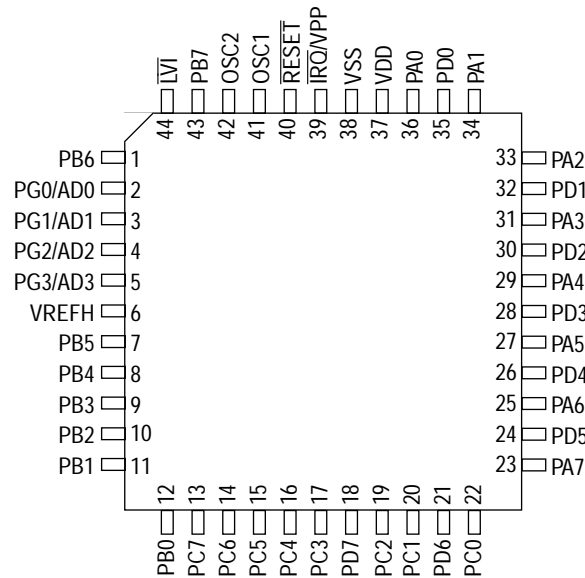 LVI
PB7
OSC2
OSC1
RESET
IRQ/VPP
VSS
VDD
PA0
PD0
PA1
44
43
42
41
40
39
38
37
36
35
34
PB6 1
PG0/AD0 2
PG1/AD1 3
PG2/AD2 4
PG3/AD3 5
VREFH 6
PB5 7
PB4 8
PB3 9
PB2 10
PB1 11
33 PA2
32 PD1
31 PA3
30 PD2
29 PA4
28 PD3
27 PA5
26 PD4
25 PA6
24 PD5
23 PA7
12
13
14
15
16
17
18
19
20
21
22
PB0
PC7
PC6
PC5
PC4
PC3
PD7
PC2
PC1
PD6
PC0